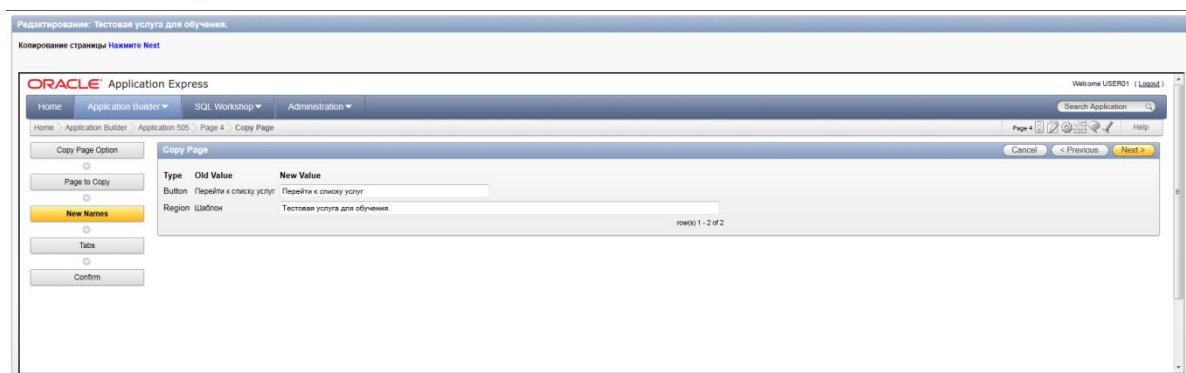 Редактирование: Тестовая услуга для обучения.
Копирование страницы Нажмите Next
ORACLE Application Express
Welcome USER01 ( Logout )
Home Application Builder SQL Workshop Administration
Search Application
Home Application Builder Application 505 Page 4 Copy Page
Page 4 Help
Copy Page Option
Page to Copy
New Names
Tabs
Confirm
Copy Page
Cancel < Previous Next >
Type Old Value New Value
Button Перейти к списку услуг Перейти к списку услуг
Region Шаблон Тестовая услуга для обучения.
row(s) 1 - 2 of 2